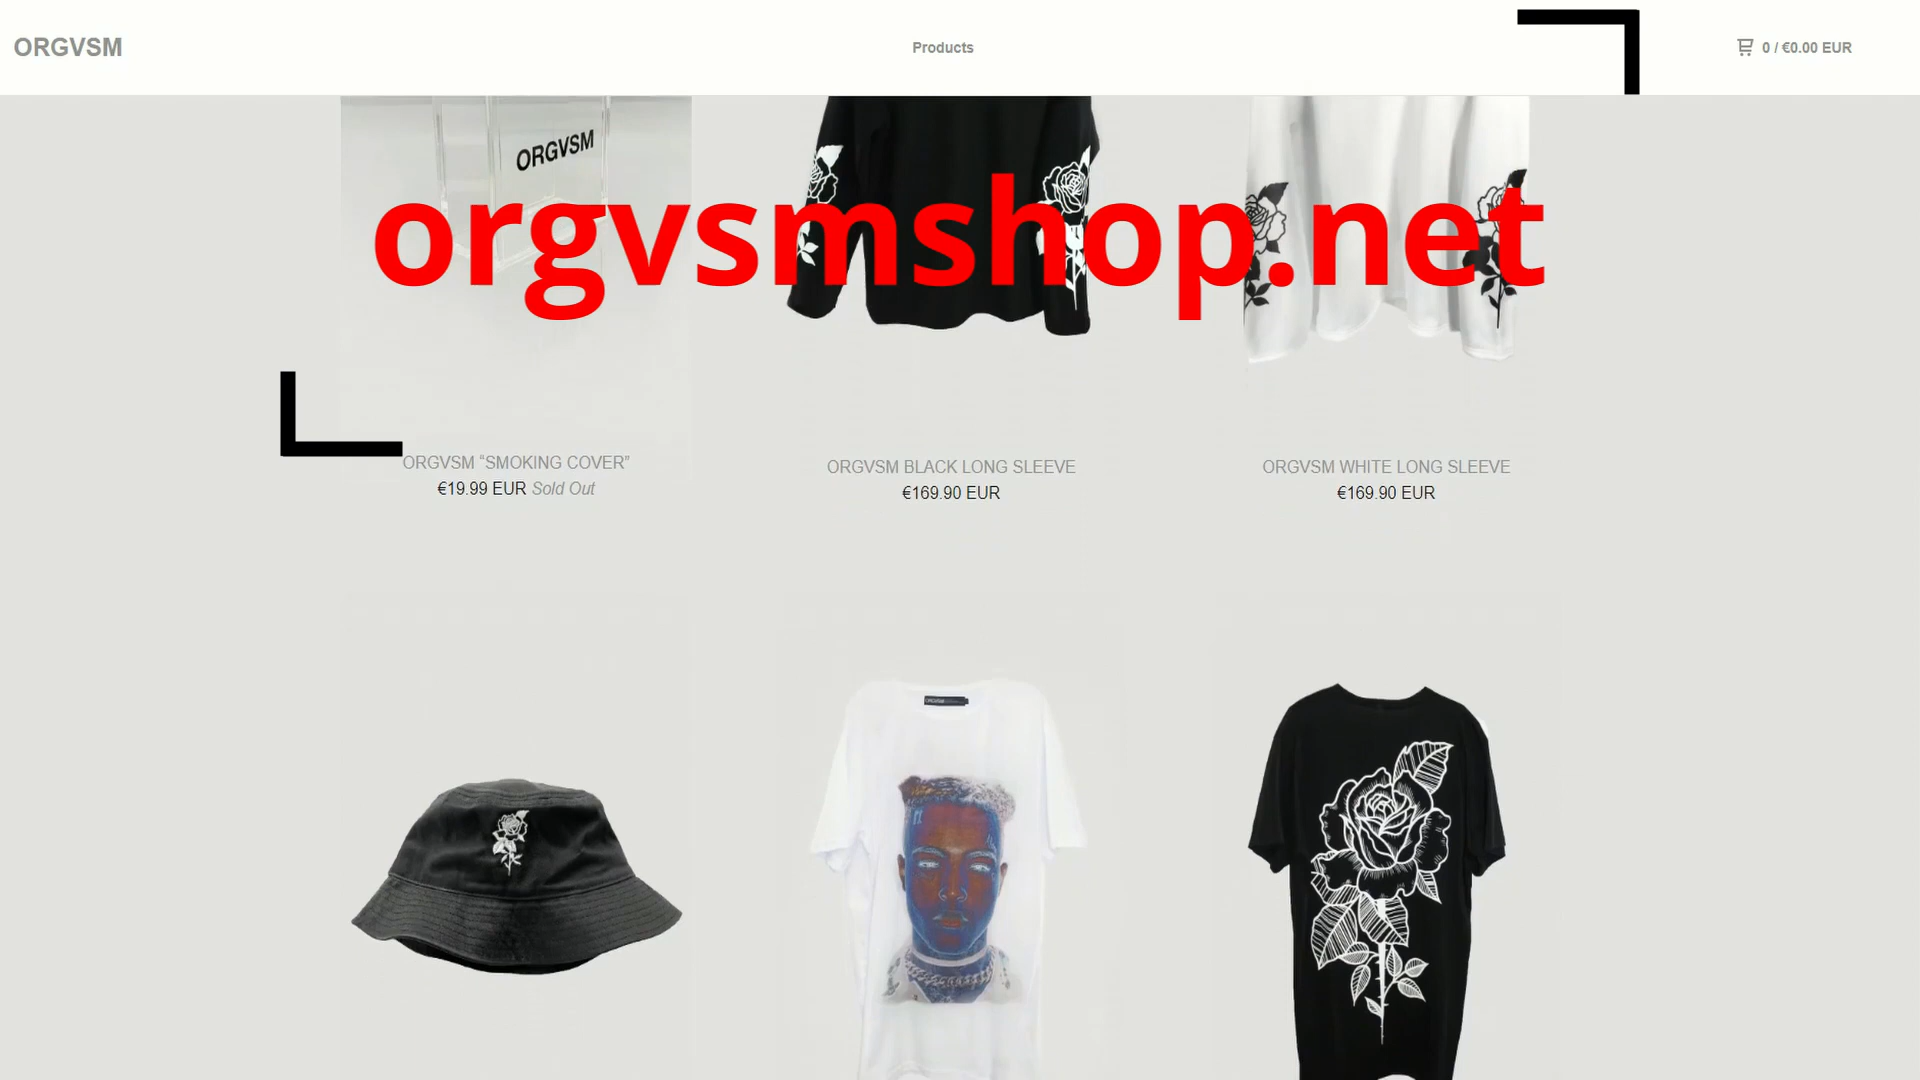 ORGVSM
Products
0 / €0.00 EUR
ORGVSM
orgvsmshop.net
ORGVSM “SMOKING COVER”
€19.99 EUR Sold Out
ORGVSM BLACK LONG SLEEVE
€169.90 EUR
ORGVSM WHITE LONG SLEEVE
€169.90 EUR